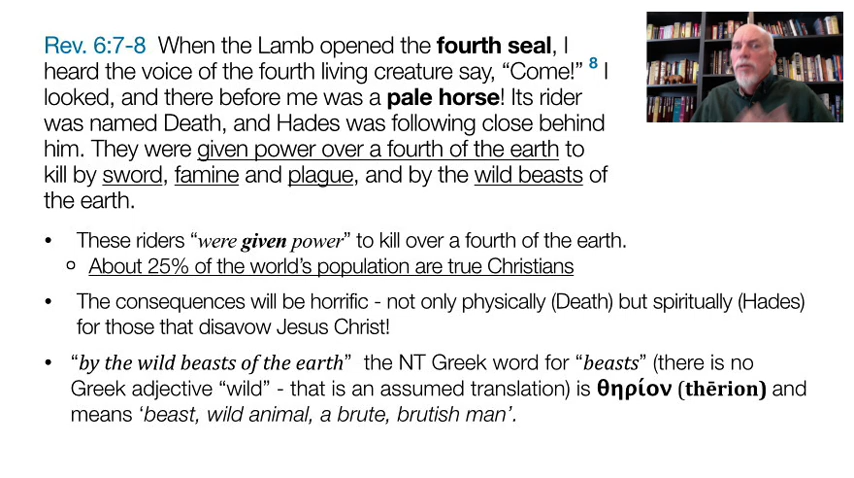 Rev. 6:7-8 When the Lamb opened the fourth seal, I
heard the voice of the fourth living creature say, “Come!” 8 I
looked, and there before me was a pale horse! Its rider
was named Death, and Hades was following close behind
him. They were given power over a fourth of the earth to
kill by sword, famine and plague, and by the wild beasts of
the earth.
• These riders “were given power” to kill over a fourth of the earth.
o About 25% of the world’s population are true Christians
• The consequences will be horrific - not only physically (Death) but spiritually (Hades)
for those that disavow Jesus Christ!
• “by the wild beasts of the earth” the NT Greek word for “beasts” (there is no
Greek adjective “wild” - that is an assumed translation) is θηρίον (thērion) and
means ‘beast, wild animal, a brute, brutish man’.